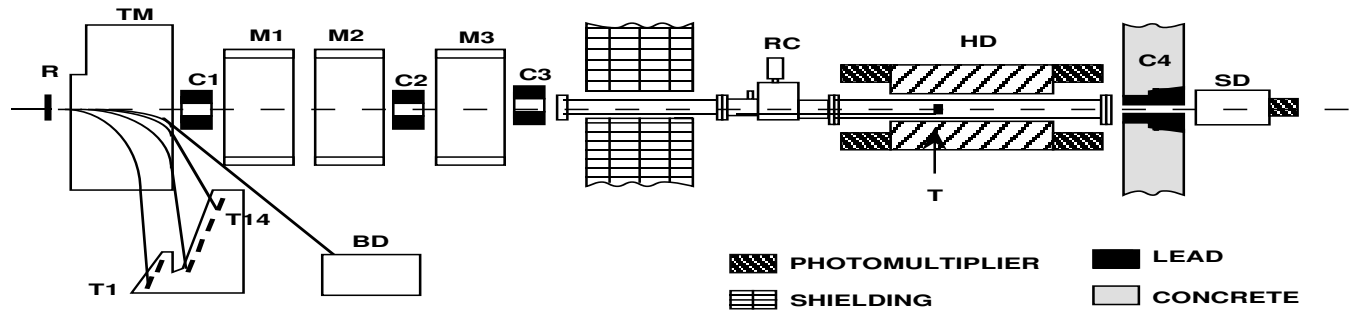 TM
R
C1
M1
M2
C2
M3
C3
RC
HD
C4
SD
T
T14
T1
BD
PHOTOMULTIPLIER
LEAD
SHIELDING
CONCRETE